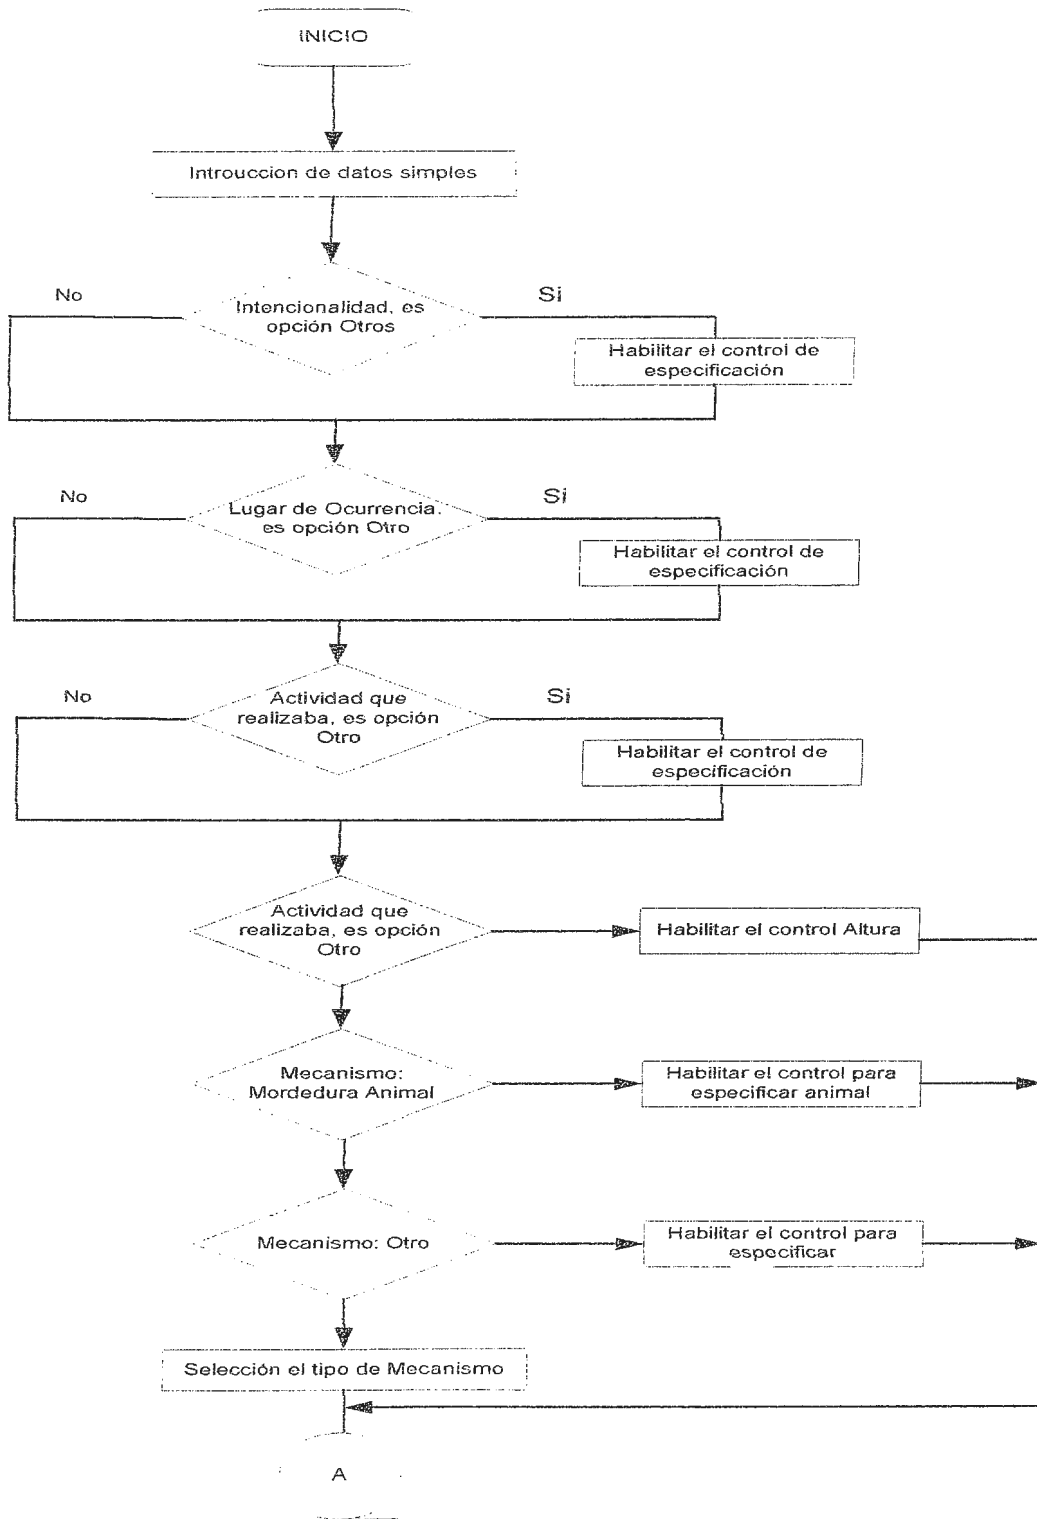 INICIO
Introuccion de datos simples
No
Si
Intencionalidad, es
opción Otros
Habilitar el control de
especificación
No
Si
Lugar de Ocurrencia.
es opción Otro
Habilitar el control de
especificación
No
Si
Actividad que
realizaba, es opción
Otro
Habilitar el control de
especificación
Actividad que
realizaba, es opción
Otro
Habilitar el control Altura
Mecanismo:
Mordedura Animal
Habilitar el control para
especificar animal
Mecanismo: Otro
Habilitar el control para
especificar
Selección el tipo de Mecanismo
A